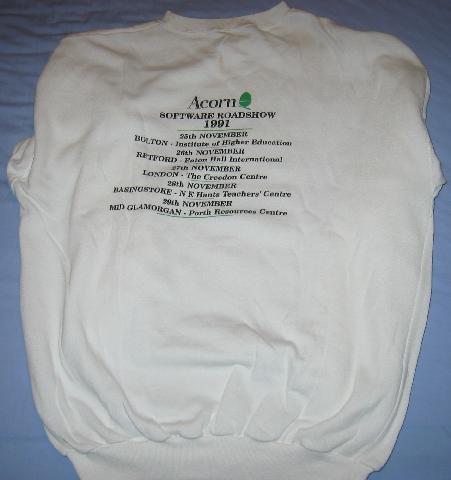 Acorn
SOFTWARE ROADSHOW
1991
25th NOVEMBER
BOLTON - Institute of Higher Education
26th NOVEMBER
RETFORD - Eaton Hall International
27th NOVEMBER
LONDON - The Creedon Centre
28th NOVEMBER
BASINGSTOKE - N E Hants Teachers' Centre
29th NOVEMBER
MID GLAMORGAN - Porth Resources Centre